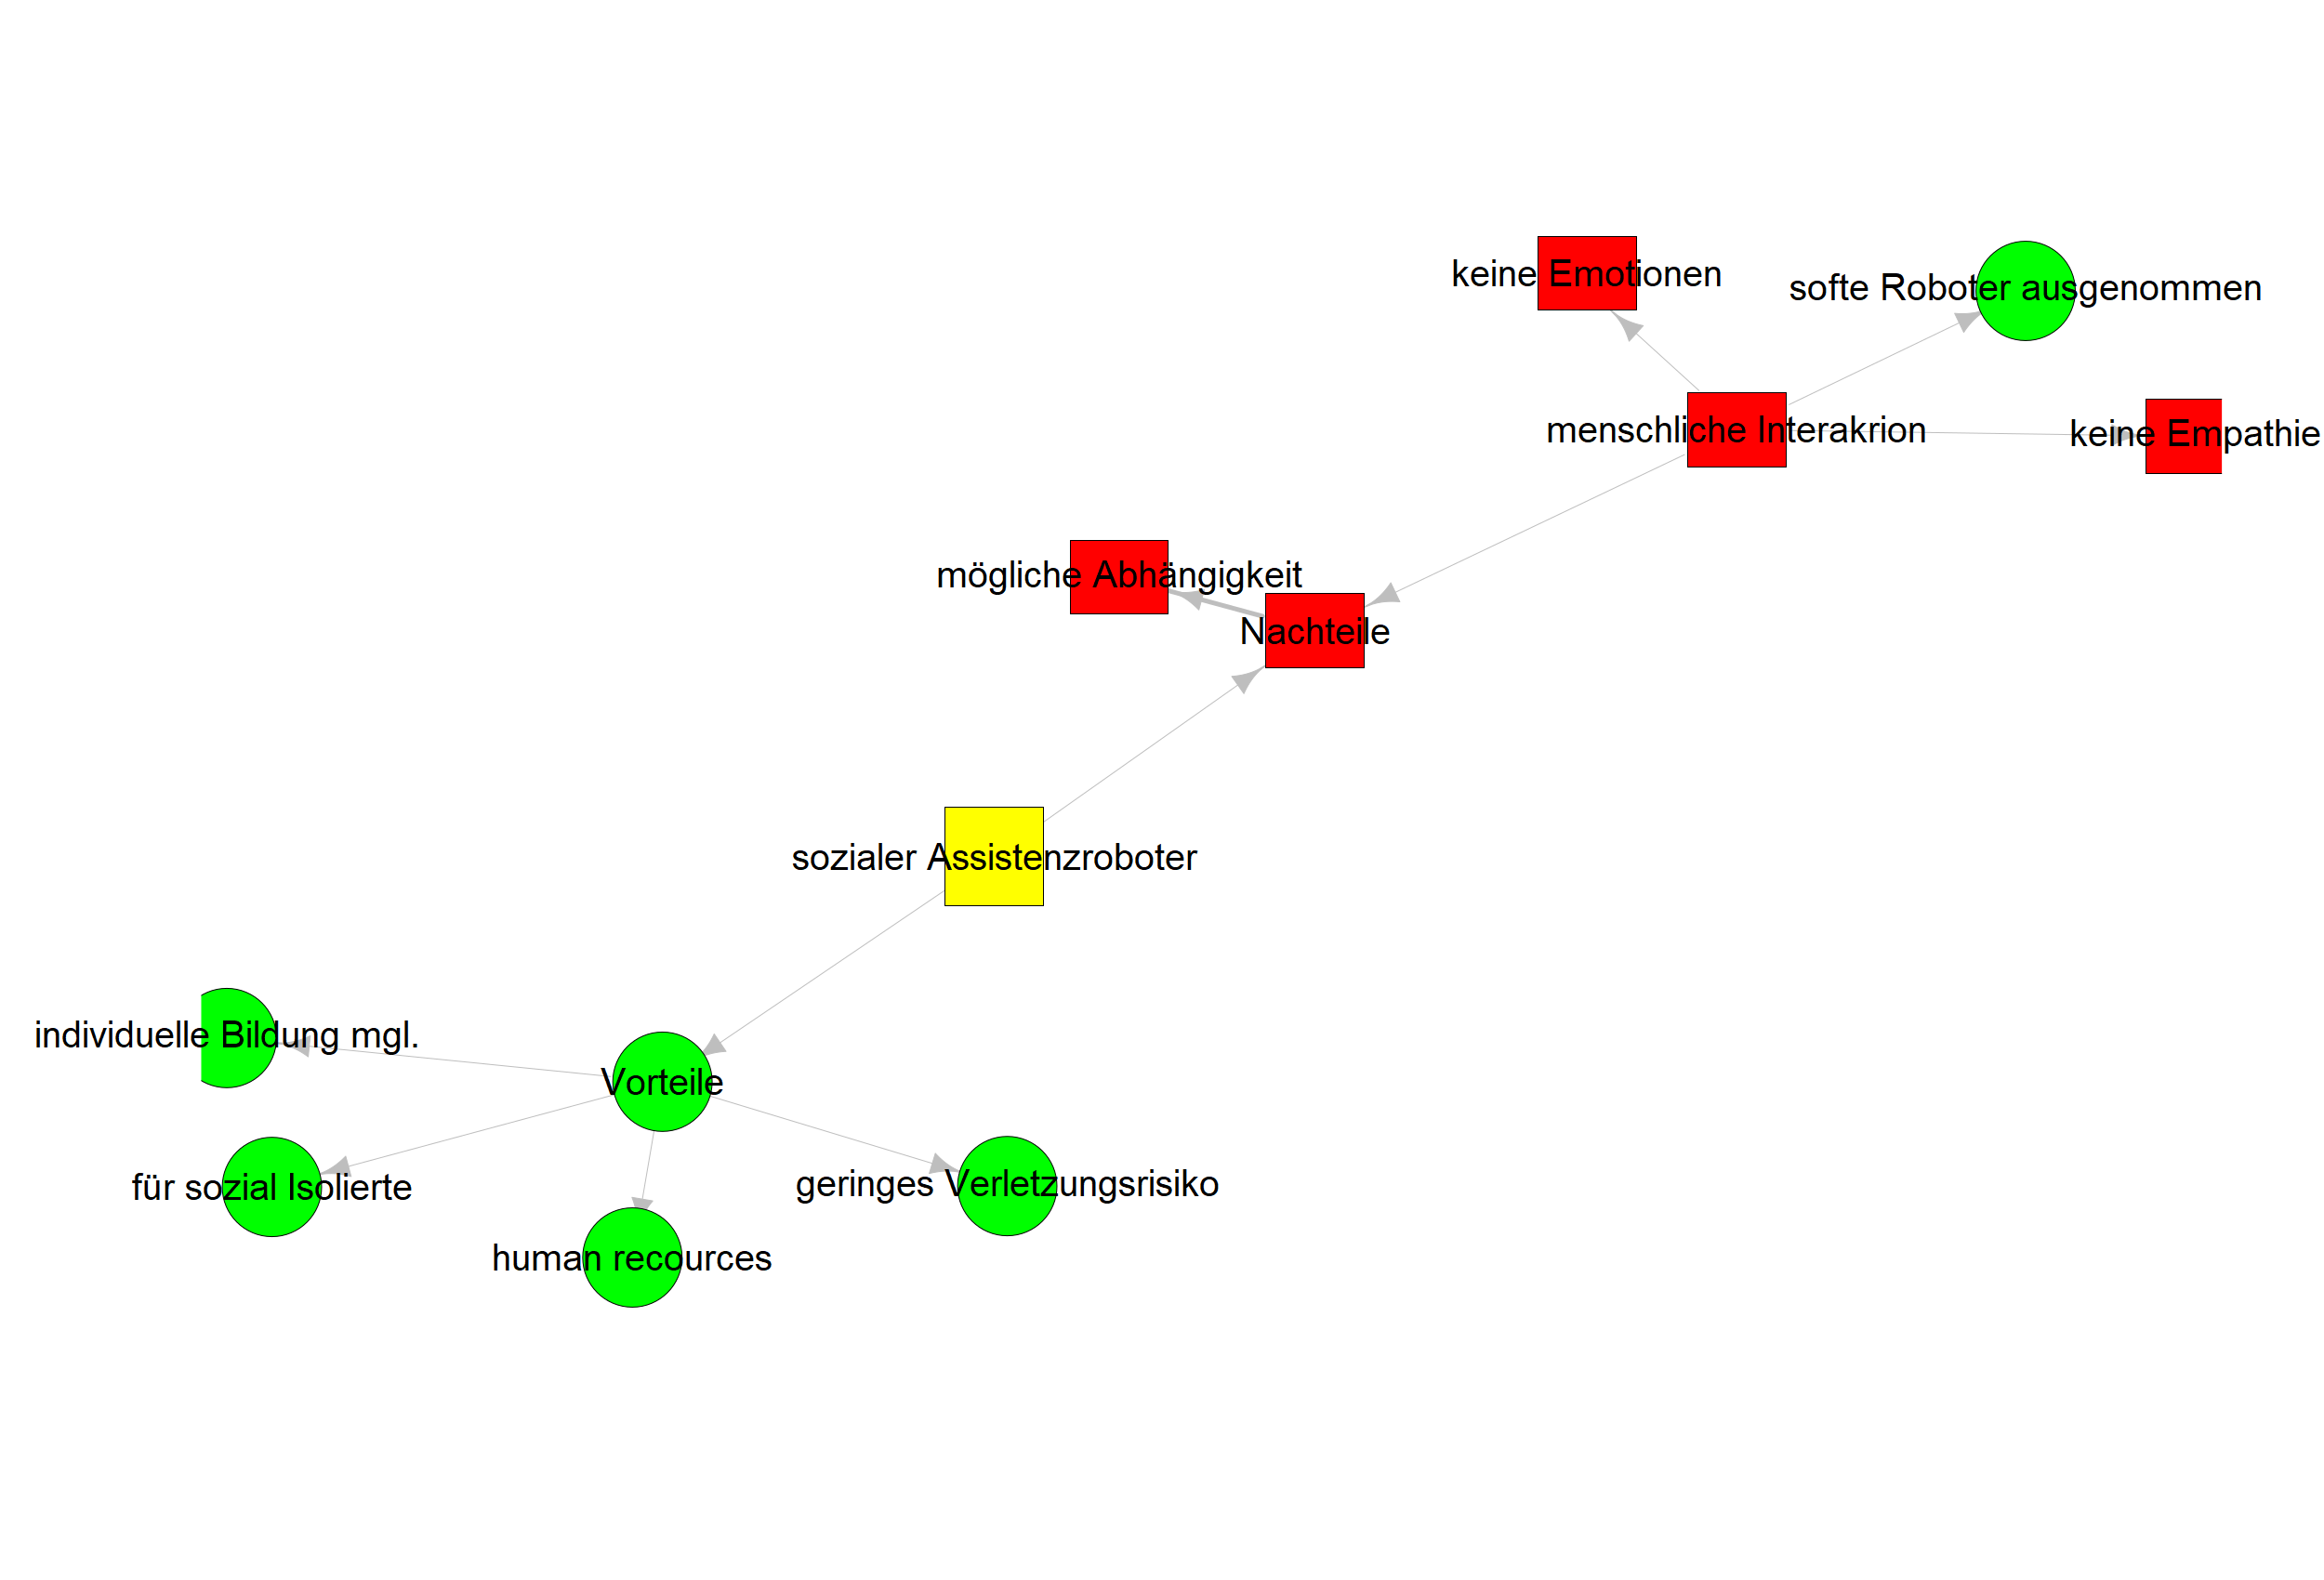 keine Emotionen
softe Roboter ausgenommen
menschliche Interakrion
keine Empathie
mögliche Abhängigkeit
Nachteile
sozialer Assistenzroboter
individuelle Bildung mgl.
Vorteile
für sozial Isolierte
geringes Verletzungsrisiko
human recources